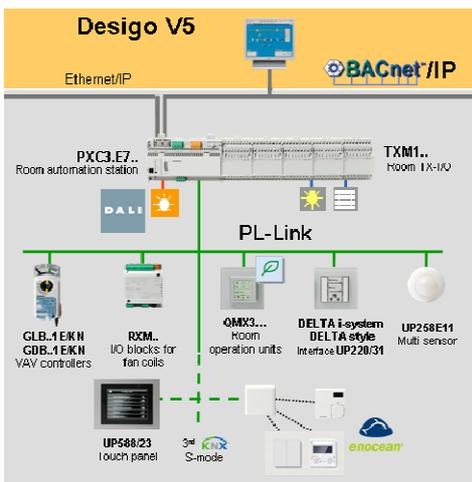 Desigo V5
Ethernet/IP
BACnet™/IP
PXC3.E7..
Room automation station
TXM1..
Room TX-I/O
DALI
PL-Link
GLB..1E/KN
GDB..1E/KN
VAV controllers
RXM..
I/O blocks for
fan coils
QMX3...
Room
operation units
DELTA i-system
DELTA style
Interface UP220/31
UP258E11
Multi sensor
UP588/23
Touch panel
3rd KNX
S-mode
enocean